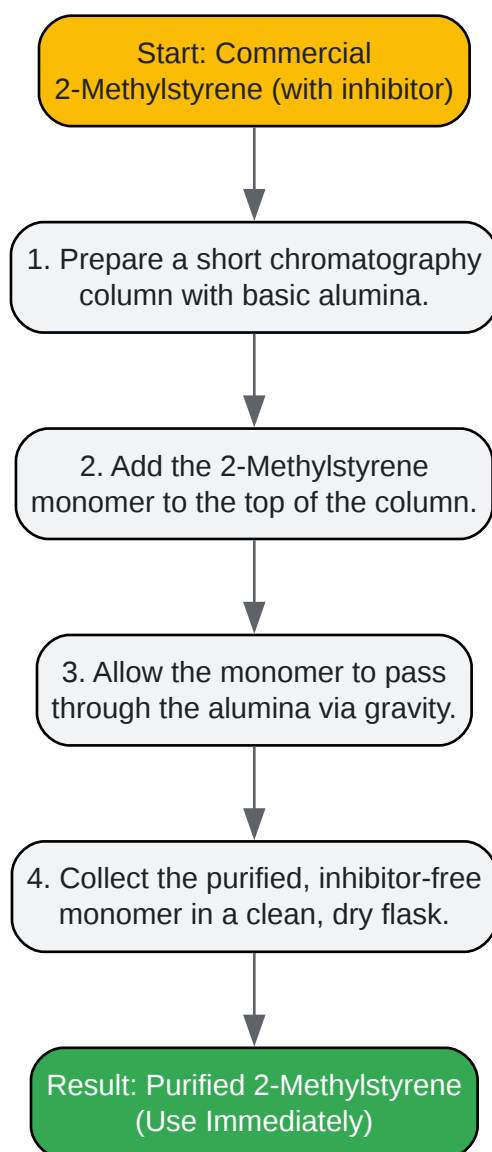 Start: Commercial
2-Methylstyrene (with inhibitor)
1. Prepare a short chromatography
column with basic alumina.
2. Add the 2-Methylstyrene
monomer to the top of the column.
3. Allow the monomer to pass
through the alumina via gravity.
4. Collect the purified, inhibitor-free
monomer in a clean, dry flask.
Result: Purified 2-Methylstyrene
(Use Immediately)